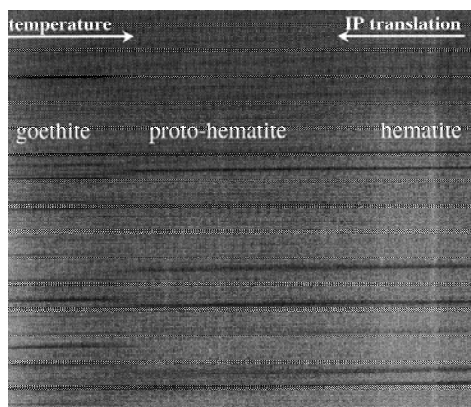 temperature
IP translation
goethite
proto-hematite
hematite